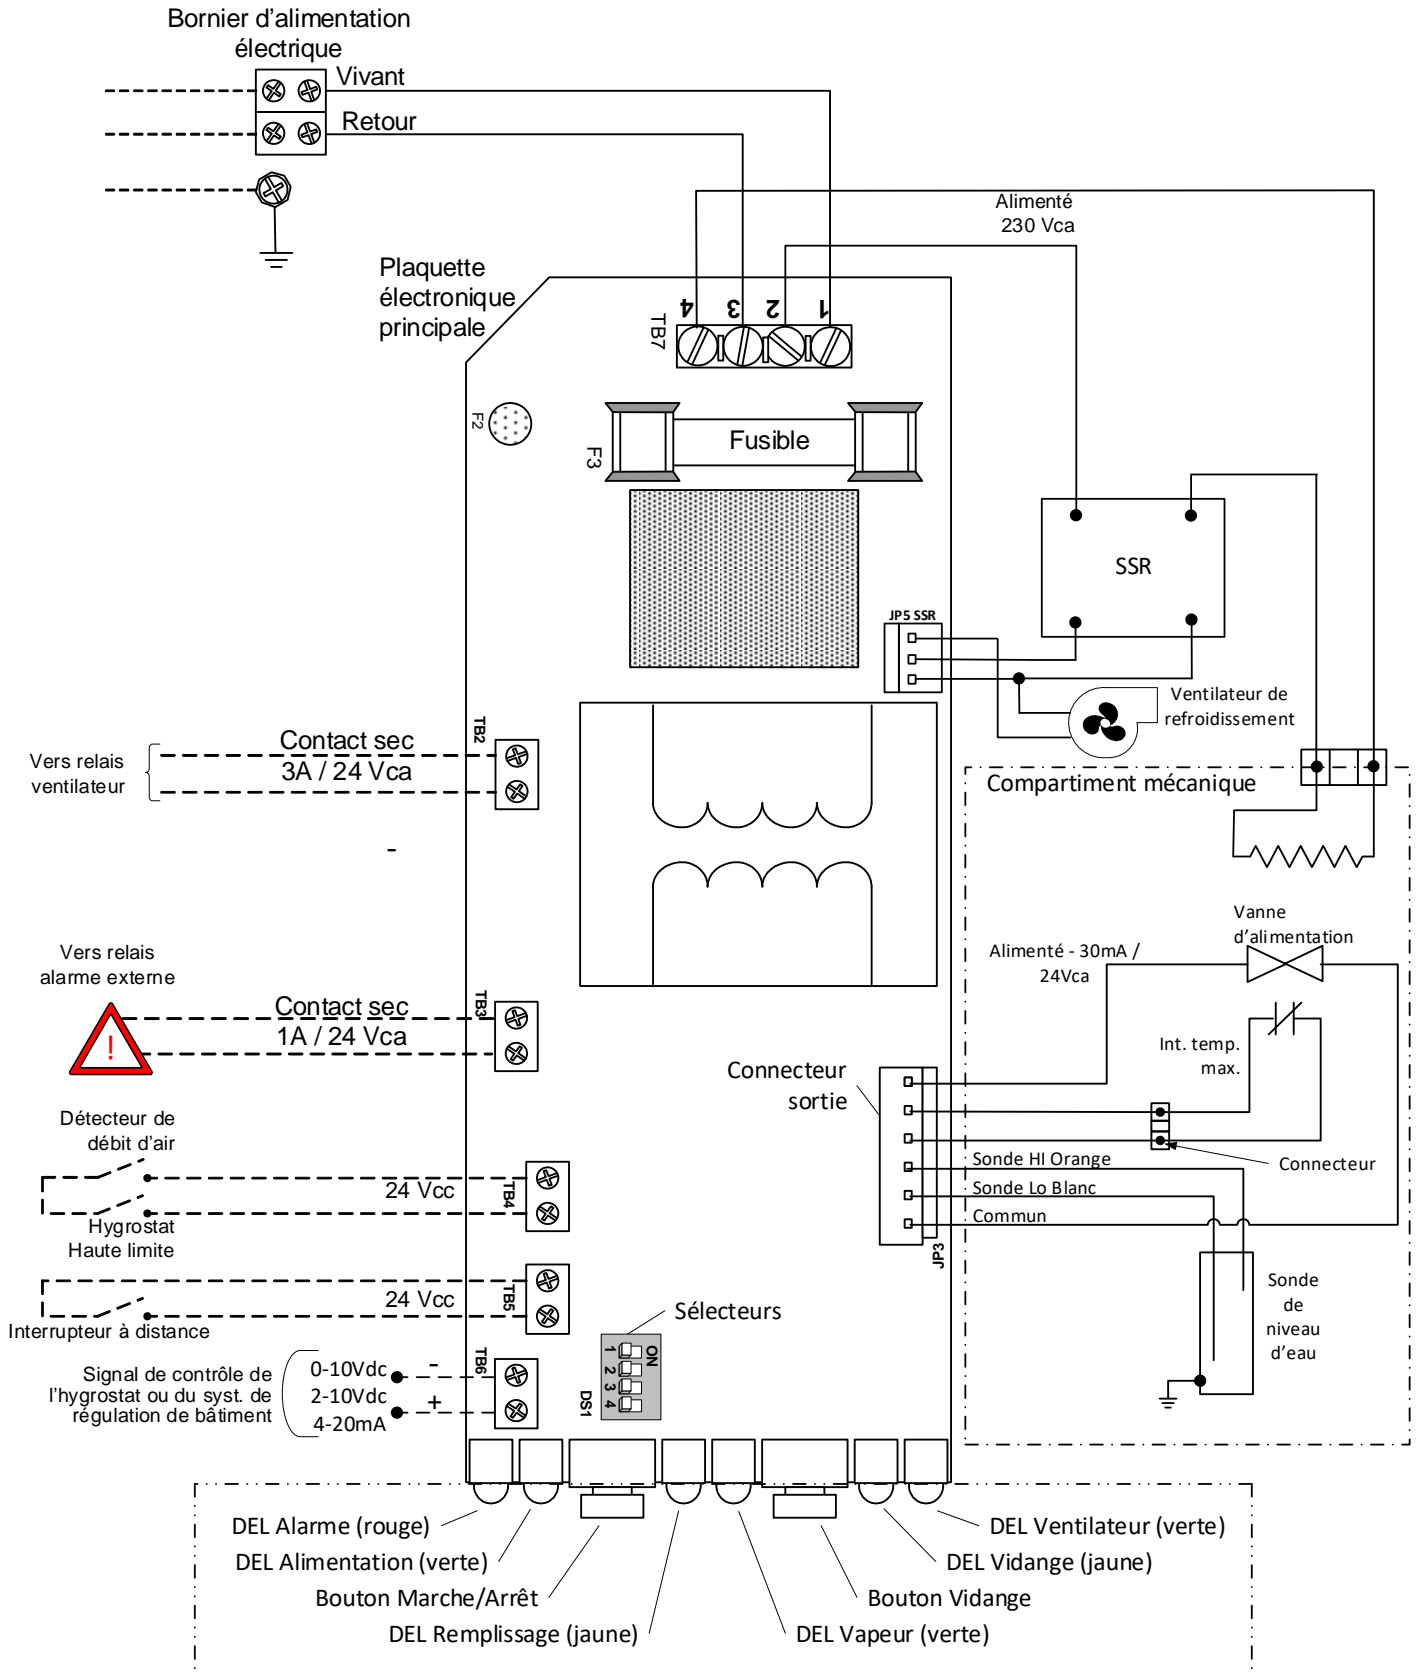 Bornier d'alimentation
électrique
Vivant
Retour
Alimenté
230 Vca
Plaquette
électronique
principale
4
3
2
1
TB7
F2
F3
Fusible
SSR
JP5 SSR
Ventilateur de
refroidissement
TB2
Contact sec
3A / 24 Vca
Vers relais
ventilateur
-
Compartiment mécanique
Vanne
d'alimentation
Alimenté - 30mA /
24Vca
Vers relais
alarme externe
!
TB3
Contact sec
1A / 24 Vca
Int. temp.
max.
Connecteur
sortie
Connecteur
Sonde HI Orange
Sonde Lo Blanc
Commun
JP3
Détecteur de
débit d'air
24 Vcc
TB4
Hygrostat
Haute limite
24 Vcc
TB5
Interrupteur à distance
Sonde
de
niveau
d'eau
Sélecteurs
ON
1
2
3
4
DS1
TB6
Signal de contrôle de
l'hygrostat ou du syst. de
régulation de bâtiment
0-10Vdc
2-10Vdc
4-20mA
-
+
DEL Alarme (rouge)
DEL Alimentation (verte)
Bouton Marche/Arrêt
DEL Remplissage (jaune)
DEL Ventilateur (verte)
DEL Vidange (jaune)
Bouton Vidange
DEL Vapeur (verte)